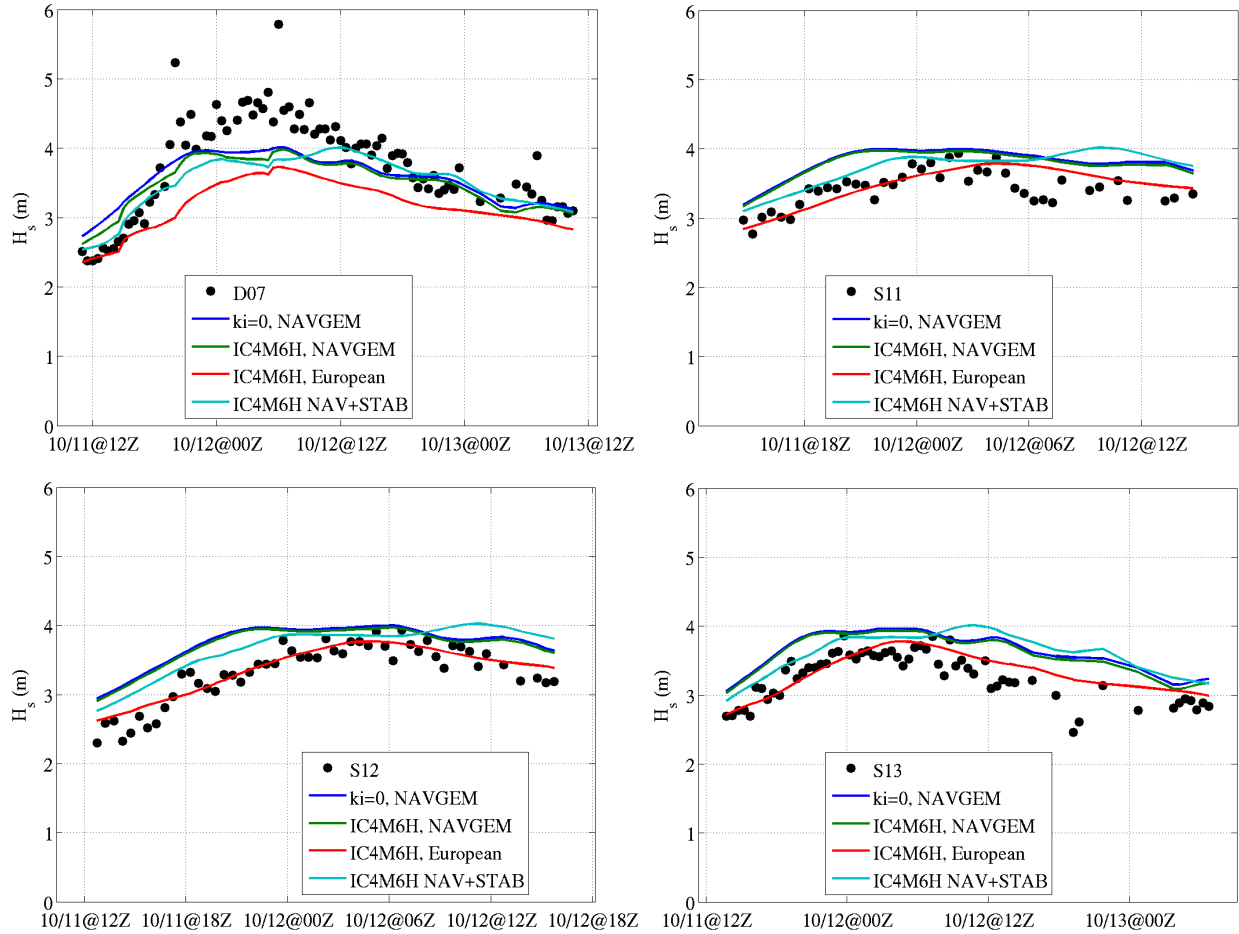 6
5
4
3
2
1
0
H_s (m)
D07
ki=0, NAVGEM
IC4M6H, NAVGEM
IC4M6H, European
IC4M6H NAV+STAB
10/11@12Z 10/12@00Z 10/12@12Z 10/13@00Z 10/13@12Z
6
5
4
3
2
1
0
H_s (m)
S11
ki=0, NAVGEM
IC4M6H, NAVGEM
IC4M6H, European
IC4M6H NAV+STAB
10/11@18Z 10/12@00Z 10/12@06Z 10/12@12Z
6
5
4
3
2
1
0
H_s (m)
S12
ki=0, NAVGEM
IC4M6H, NAVGEM
IC4M6H, European
IC4M6H NAV+STAB
10/11@12Z 10/11@18Z 10/12@00Z 10/12@06Z 10/12@12Z 10/12@18Z
6
5
4
3
2
1
0
H_s (m)
S13
ki=0, NAVGEM
IC4M6H, NAVGEM
IC4M6H, European
IC4M6H NAV+STAB
10/11@12Z 10/12@00Z 10/12@12Z 10/13@00Z